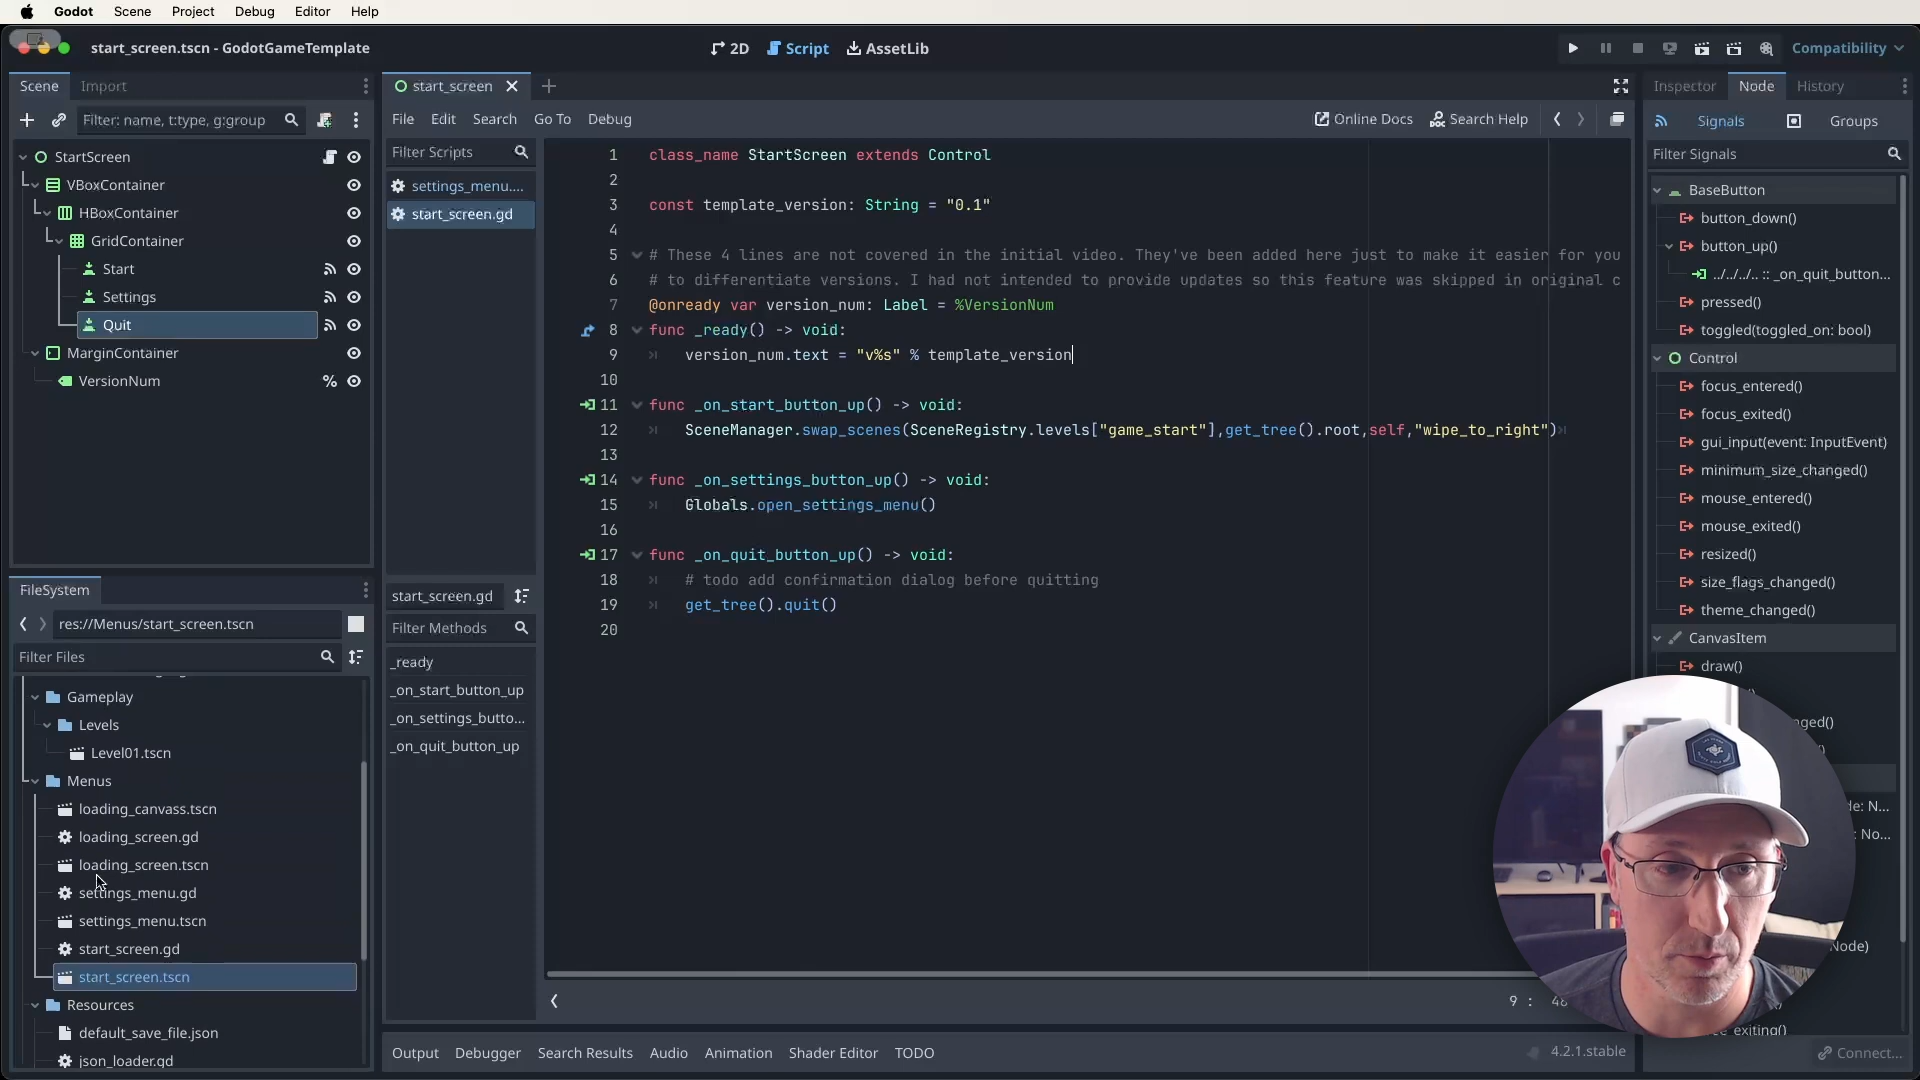 Godot Scene Project Debug Editor Help
start_screen.tscn - GodotGameTemplate
2D Script AssetLib
Compatibility
Scene Import
Filter: name, t:type, g:group
StartScreen
VBoxContainer
HBoxContainer
GridContainer
Start
Settings
Quit
MarginContainer
VersionNum
FileSystem
res://Menus/start_screen.tscn
Filter Files
Gameplay
Levels
Level01.tscn
Menus
loading_canvass.tscn
loading_screen.gd
loading_screen.tscn
settings_menu.gd
settings_menu.tscn
start_screen.gd
start_screen.tscn
Resources
default_save_file.json
json_loader.gd
start_screen
File Edit Search Go To Debug
Online Docs Search Help
Filter Scripts
settings_menu....
start_screen.gd
start_screen.gd
Filter Methods
_ready
_on_start_button_up
_on_settings_butto...
_on_quit_button_up
1 class_name StartScreen extends Control
2
3 const template_version: String = "0.1"
4
5 # These 4 lines are not covered in the initial video. They've been added here just to make it easier for you
6 # to differentiate versions. I had not intended to provide updates so this feature was skipped in original c
7 @onready var version_num: Label = %VersionNum
8 func _ready() -> void:
9 version_num.text = "v%s" % template_version
10
11 func _on_start_button_up() -> void:
12 SceneManager.swap_scenes(SceneRegistry.levels["game_start"],get_tree().root,self,"wipe_to_right")
13
14 func _on_settings_button_up() -> void:
15 Globals.open_settings_menu()
16
17 func _on_quit_button_up() -> void:
18 # todo add confirmation dialog before quitting
19 get_tree().quit()
20
9 : 48
Output Debugger Search Results Audio Animation Shader Editor TODO
4.2.1.stable
Inspector Node History
Signals Groups
Filter Signals
BaseButton
button_down()
button_up()
../../../.. :: _on_quit_button...
pressed()
toggled(toggled_on: bool)
Control
focus_entered()
focus_exited()
gui_input(event: InputEvent)
minimum_size_changed()
mouse_entered()
mouse_exited()
resized()
size_flags_changed()
theme_changed()
CanvasItem
draw()
Connect...